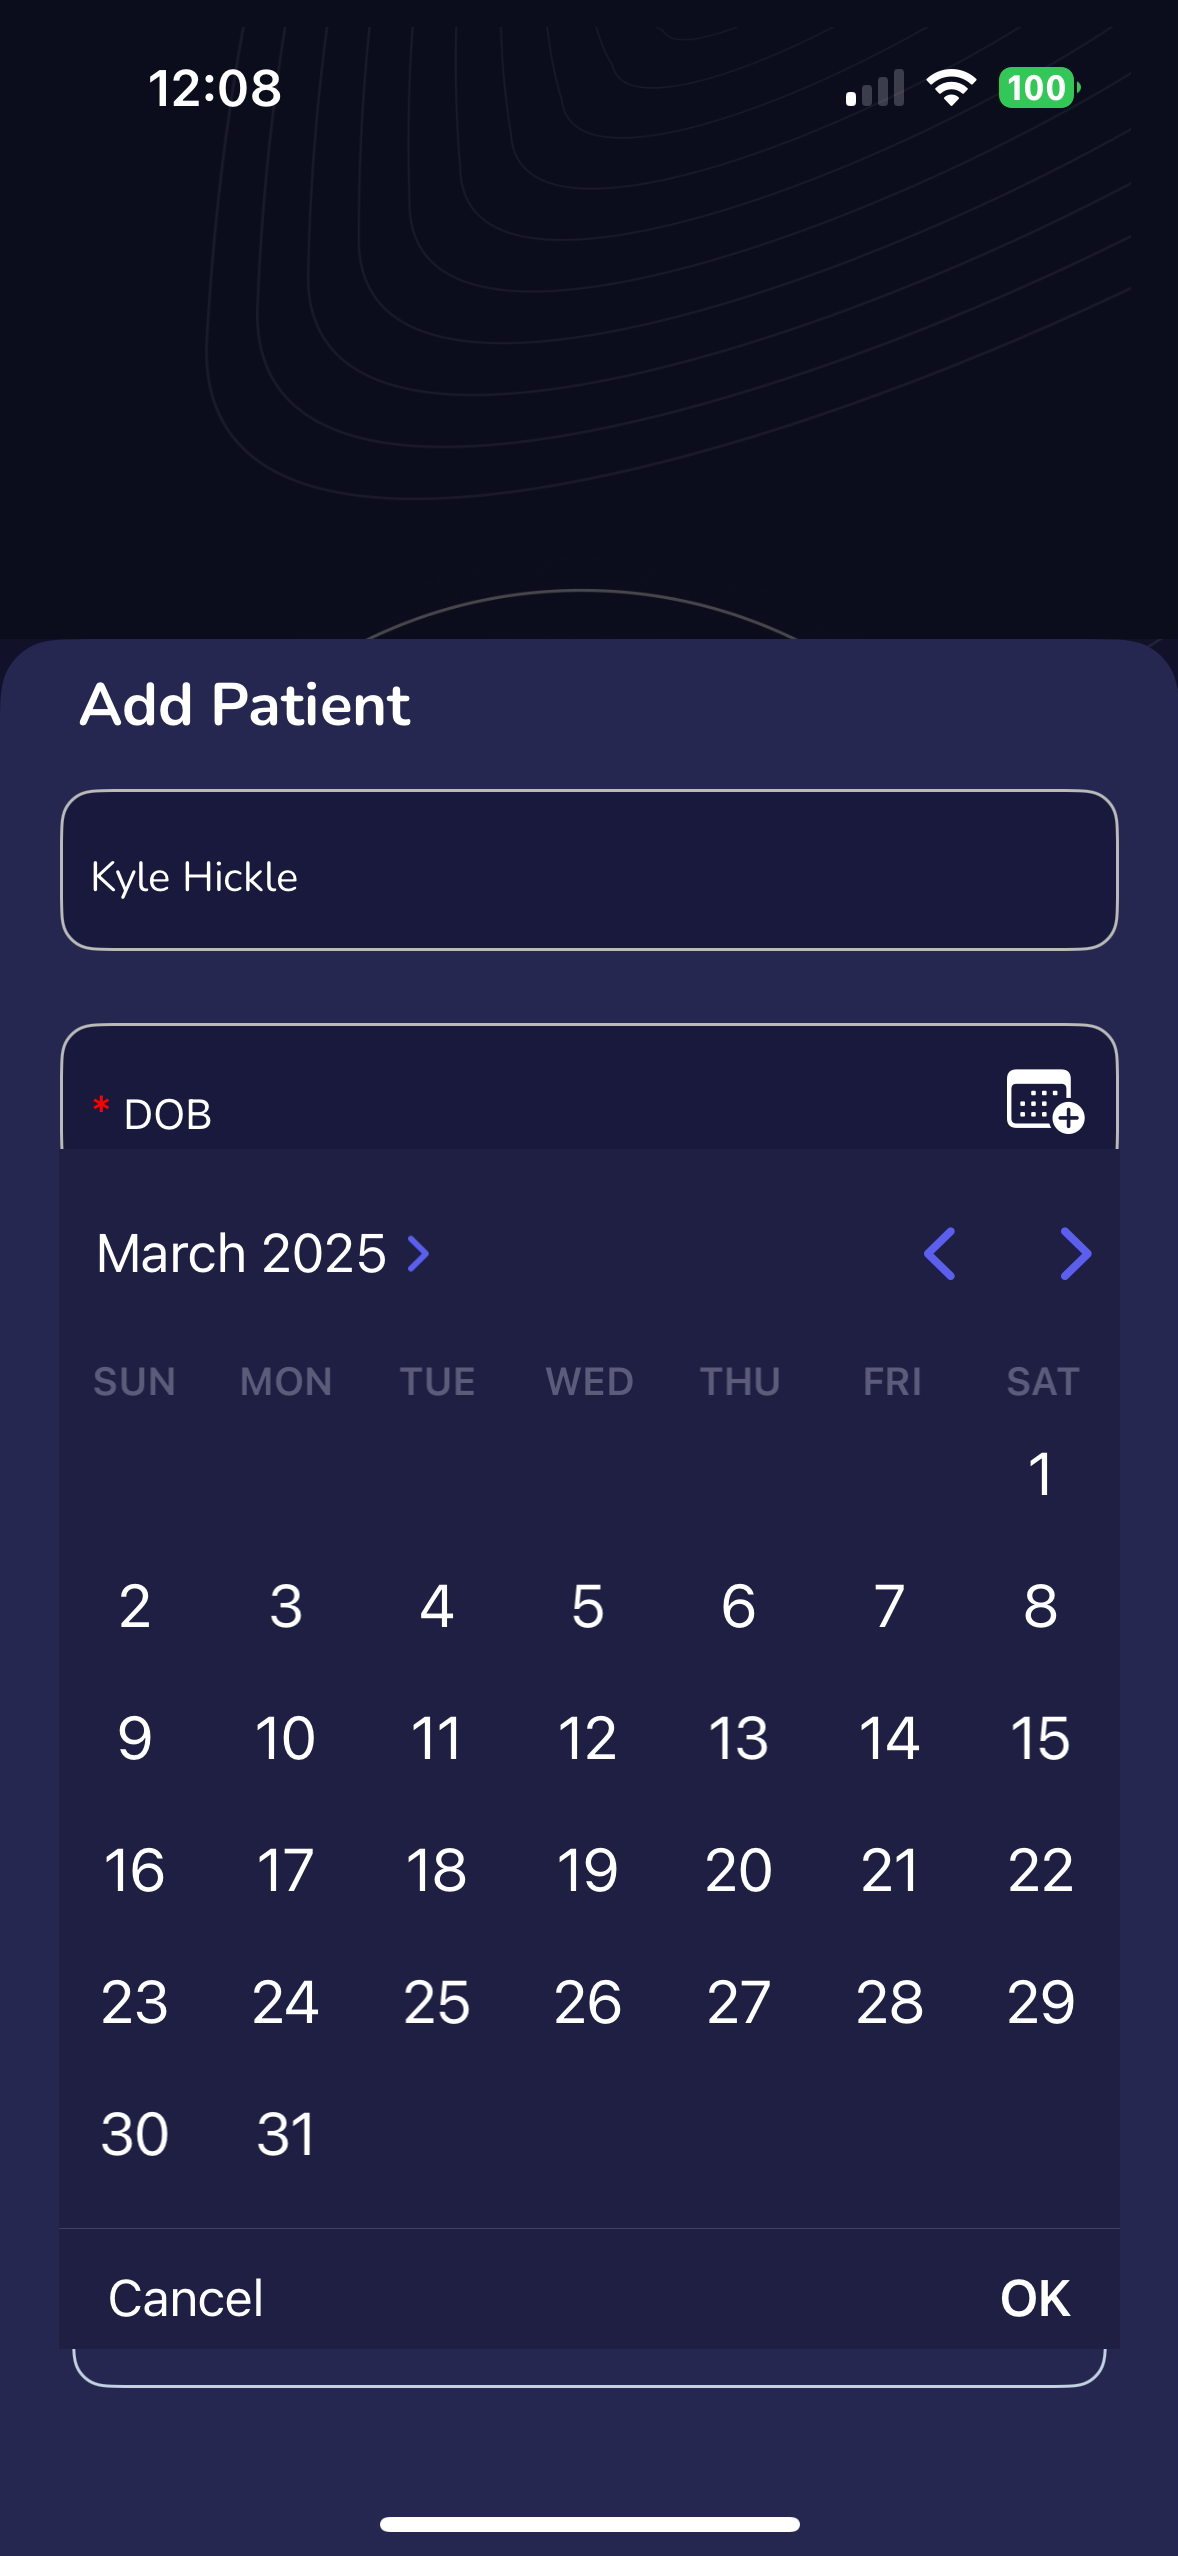 12:08
100
Add Patient
Kyle Hickle
* DOB
March 2025
SUN MON TUE WED THU FRI SAT
1
2 3 4 5 6 7 8
9 10 11 12 13 14 15
16 17 18 19 20 21 22
23 24 25 26 27 28 29
30 31
Cancel OK